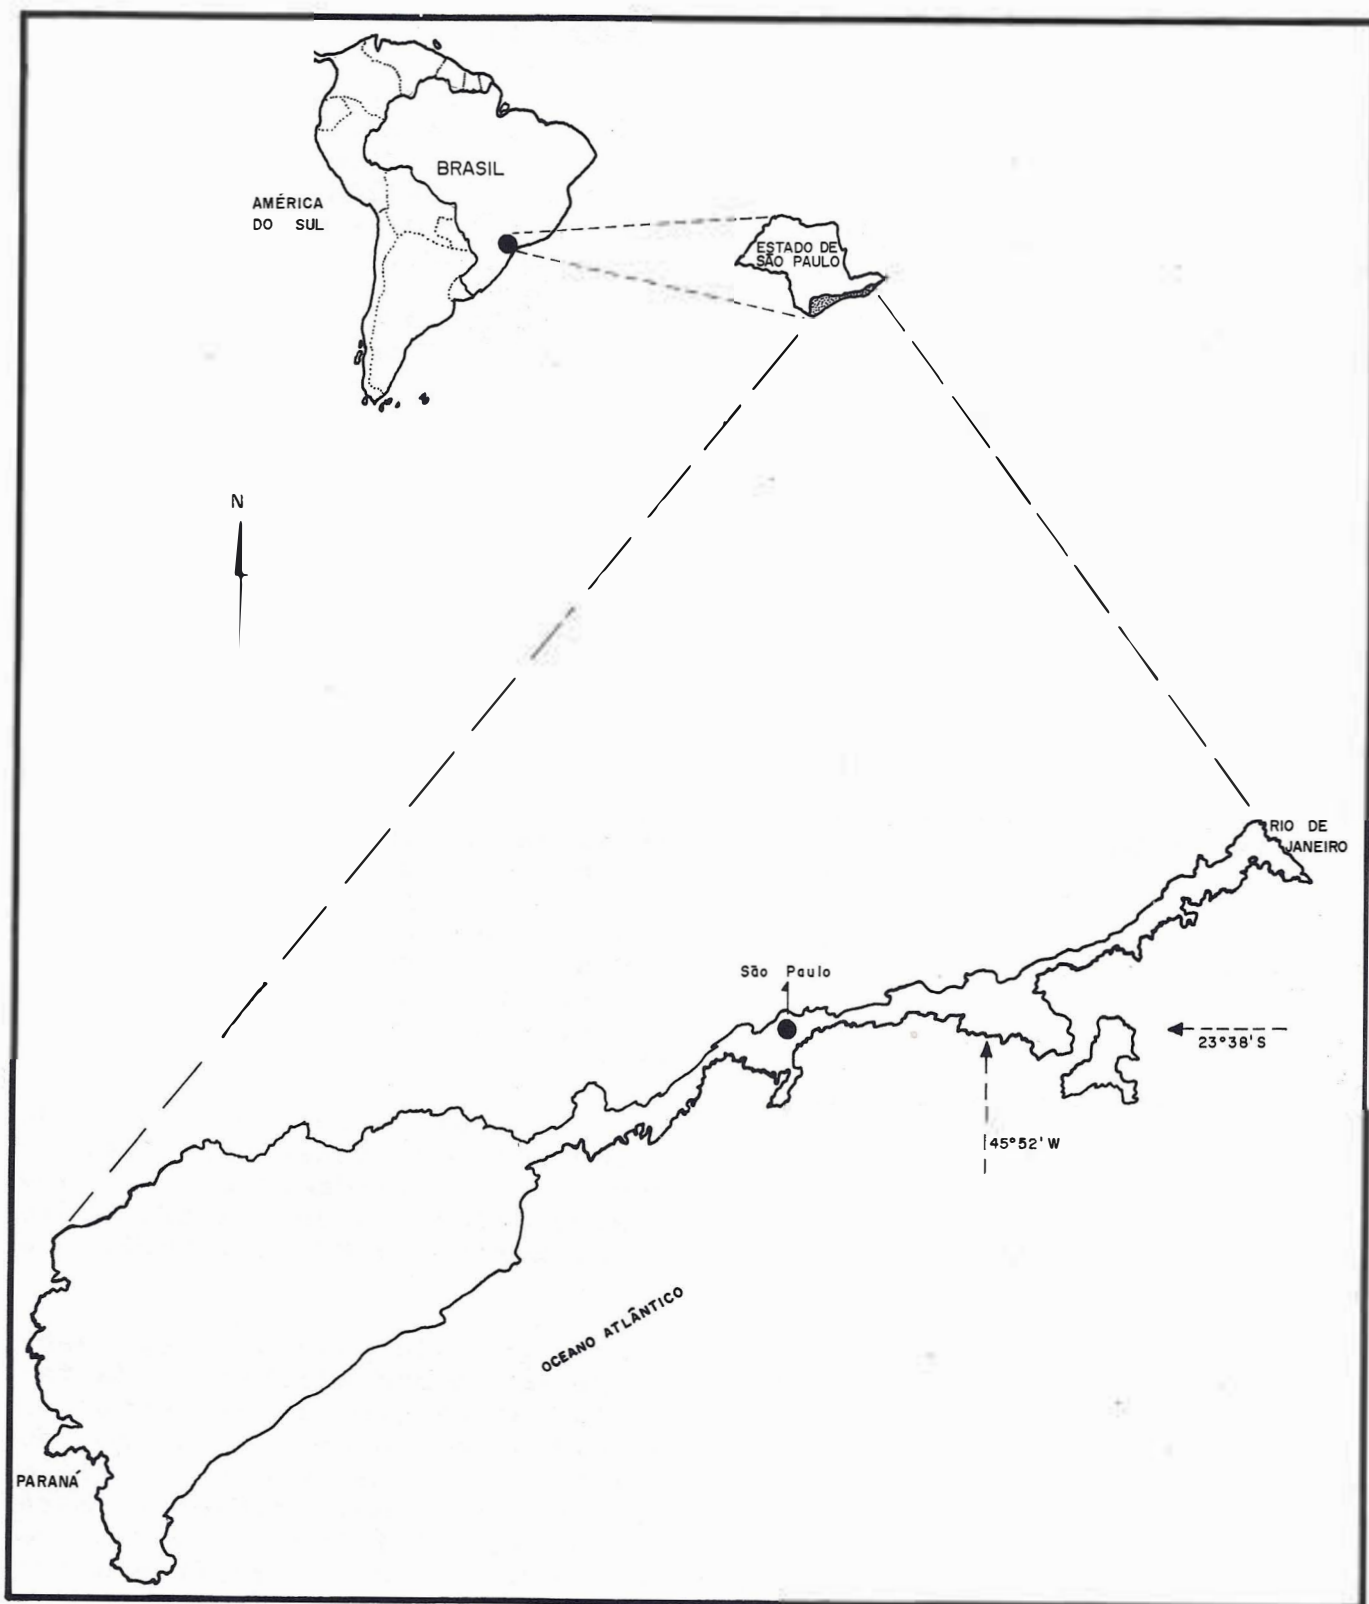 BRASIL
AMÉRICA
DO SUL
ESTADO DE
SÃO PAULO
N
RIO DE
JANEIRO
São Paulo
23°38'S
45°52'W
OCEANO ATLÂNTICO
PARANÁ